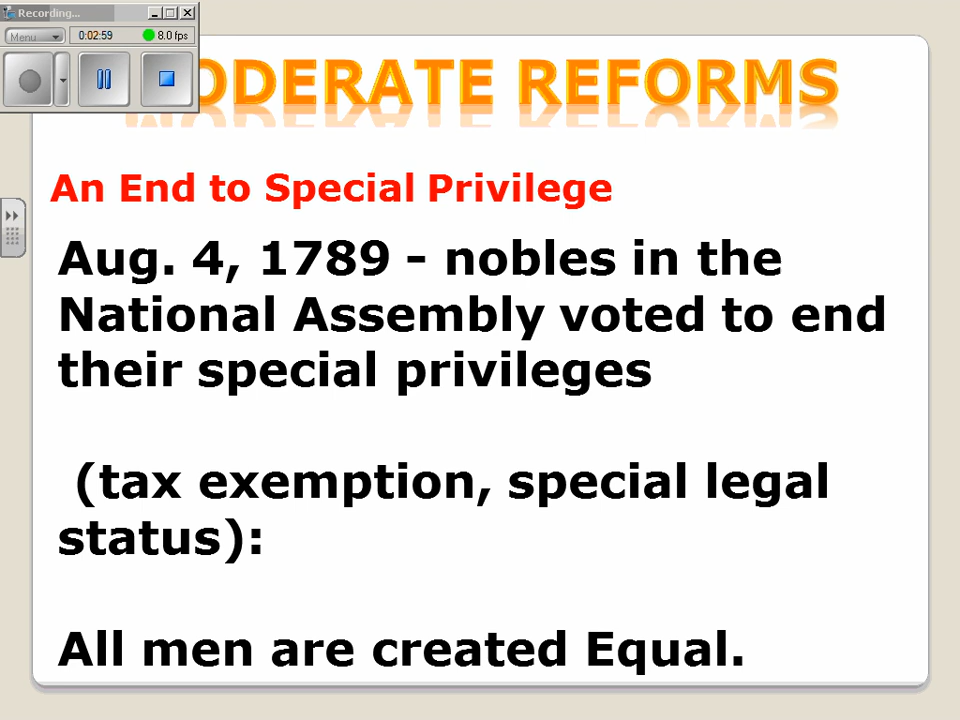 Recording...
Menu
0:02:59
8.0 fps
ODERATE REFORMS
An End to Special Privilege
Aug. 4, 1789 - nobles in the
National Assembly voted to end
their special privileges
(tax exemption, special legal
status):
All men are created Equal.